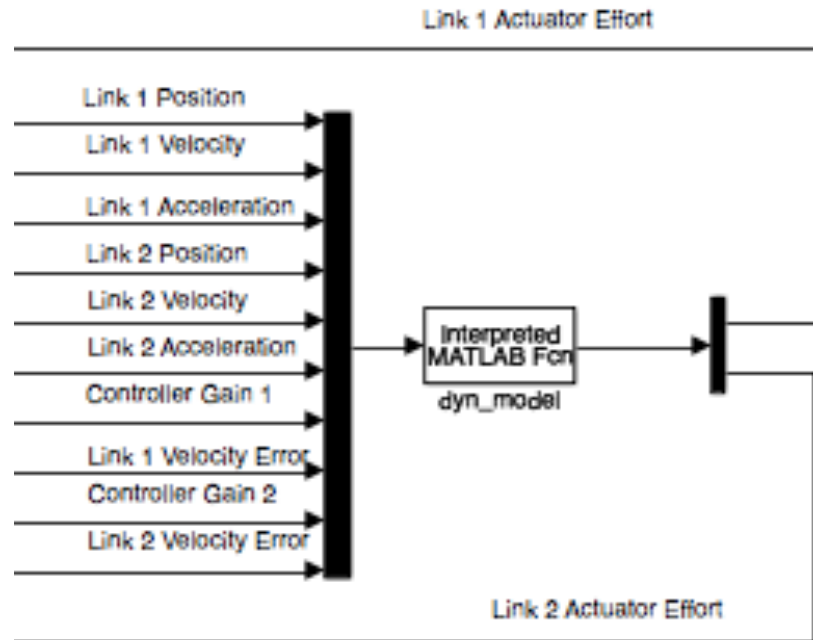 Link 1 Actuator Effort
Link 1 Position
Link 1 Velocity
Link 1 Acceleration
Link 2 Position
Link 2 Velocity
Link 2 Acceleration
Controller Gain 1
Link 1 Velocity Error
Controller Gain 2
Link 2 Velocity Error
Interpreted
MATLAB Fcn
dyn_model
Link 2 Actuator Effort